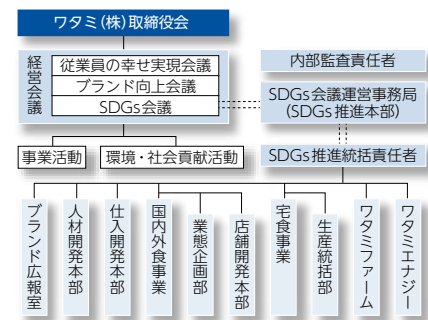 ワタミ(株)取締役会
経営会議
従業員の幸せ実現会議
ブランド向上会議
SDGs会議
内部監査責任者
SDGs会議運営事務局
(SDGs推進本部)
事業活動
環境・社会貢献活動
SDGs推進統括責任者
ブランド広報室
人材開発本部
仕入開発本部
国内外食事業
業態企画部
店舗開発本部
宅食事業
生産統括部
ワタミファーム
ワタミエナジー